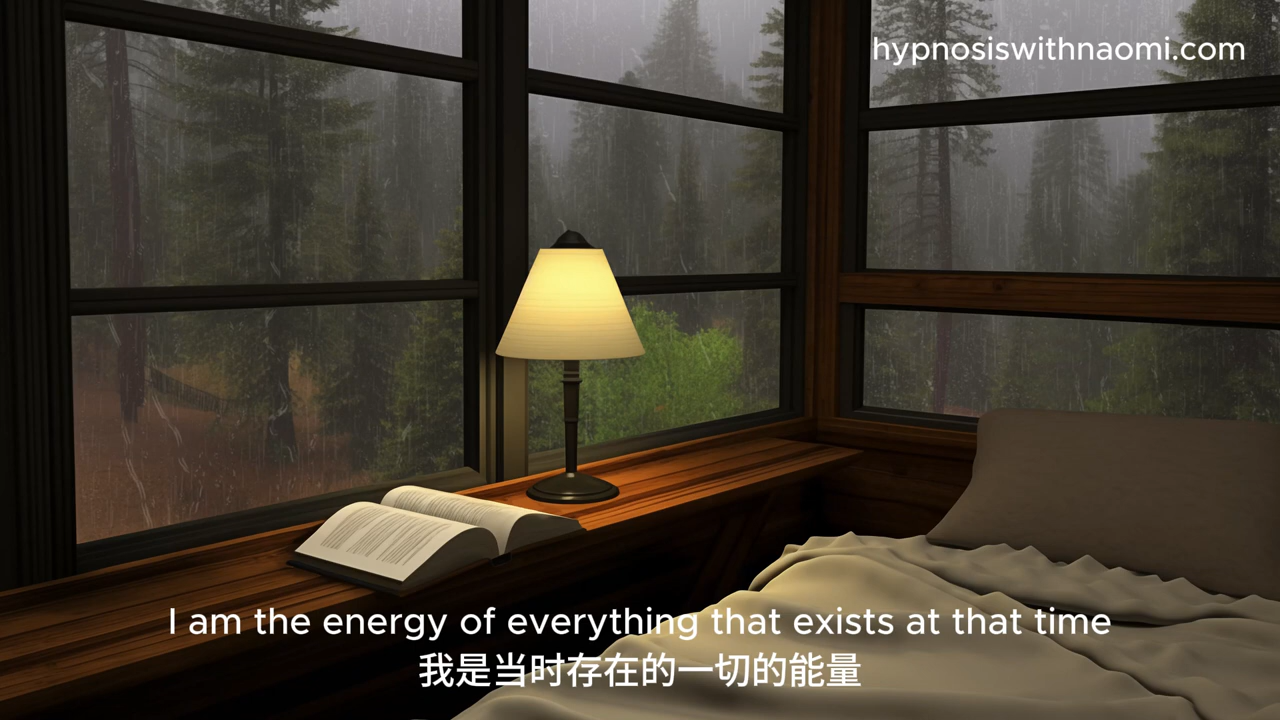 hypnosiswithnaomi.com
I am the energy of everything that exists at that time
我是当时存在的一切的能量